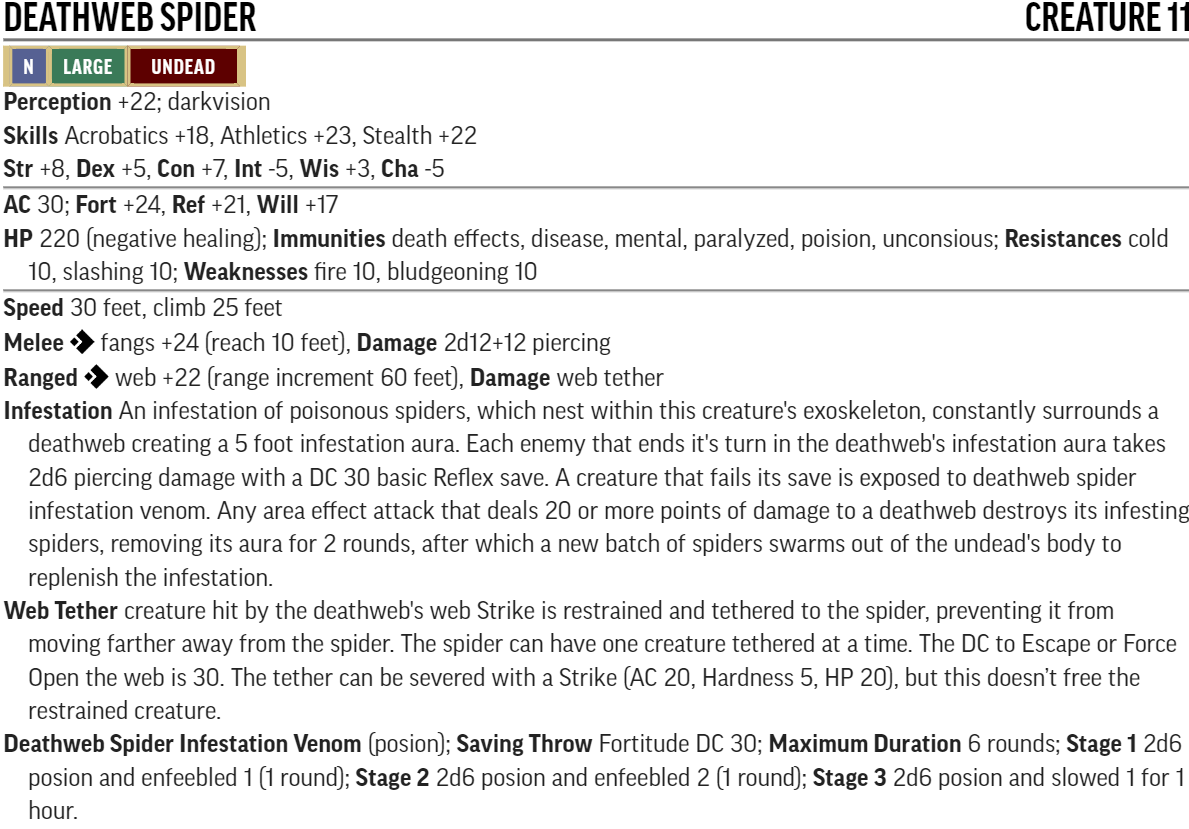 DEATHWEB SPIDER CREATURE 11
N LARGE UNDEAD
Perception +22; darkvision
Skills Acrobatics +18, Athletics +23, Stealth +22
Str +8, Dex +5, Con +7, Int -5, Wis +3, Cha -5
AC 30; Fort +24, Ref +21, Will +17
HP 220 (negative healing); Immunities death effects, disease, mental, paralyzed, poision, unconsious; Resistances cold
10, slashing 10; Weaknesses fire 10, bludgeoning 10
Speed 30 feet, climb 25 feet
Melee fangs +24 (reach 10 feet), Damage 2d12+12 piercing
Ranged web +22 (range increment 60 feet), Damage web tether
Infestation An infestation of poisonous spiders, which nest within this creature's exoskeleton, constantly surrounds a
deathweb creating a 5 foot infestation aura. Each enemy that ends it's turn in the deathweb's infestation aura takes
2d6 piercing damage with a DC 30 basic Reflex save. A creature that fails its save is exposed to deathweb spider
infestation venom. Any area effect attack that deals 20 or more points of damage to a deathweb destroys its infesting
spiders, removing its aura for 2 rounds, after which a new batch of spiders swarms out of the undead's body to
replenish the infestation.
Web Tether creature hit by the deathweb's web Strike is restrained and tethered to the spider, preventing it from
moving farther away from the spider. The spider can have one creature tethered at a time. The DC to Escape or Force
Open the web is 30. The tether can be severed with a Strike (AC 20, Hardness 5, HP 20), but this doesn’t free the
restrained creature.
Deathweb Spider Infestation Venom (posion); Saving Throw Fortitude DC 30; Maximum Duration 6 rounds; Stage 1 2d6
posion and enfeebled 1 (1 round); Stage 2 2d6 posion and enfeebled 2 (1 round); Stage 3 2d6 posion and slowed 1 for 1
hour.